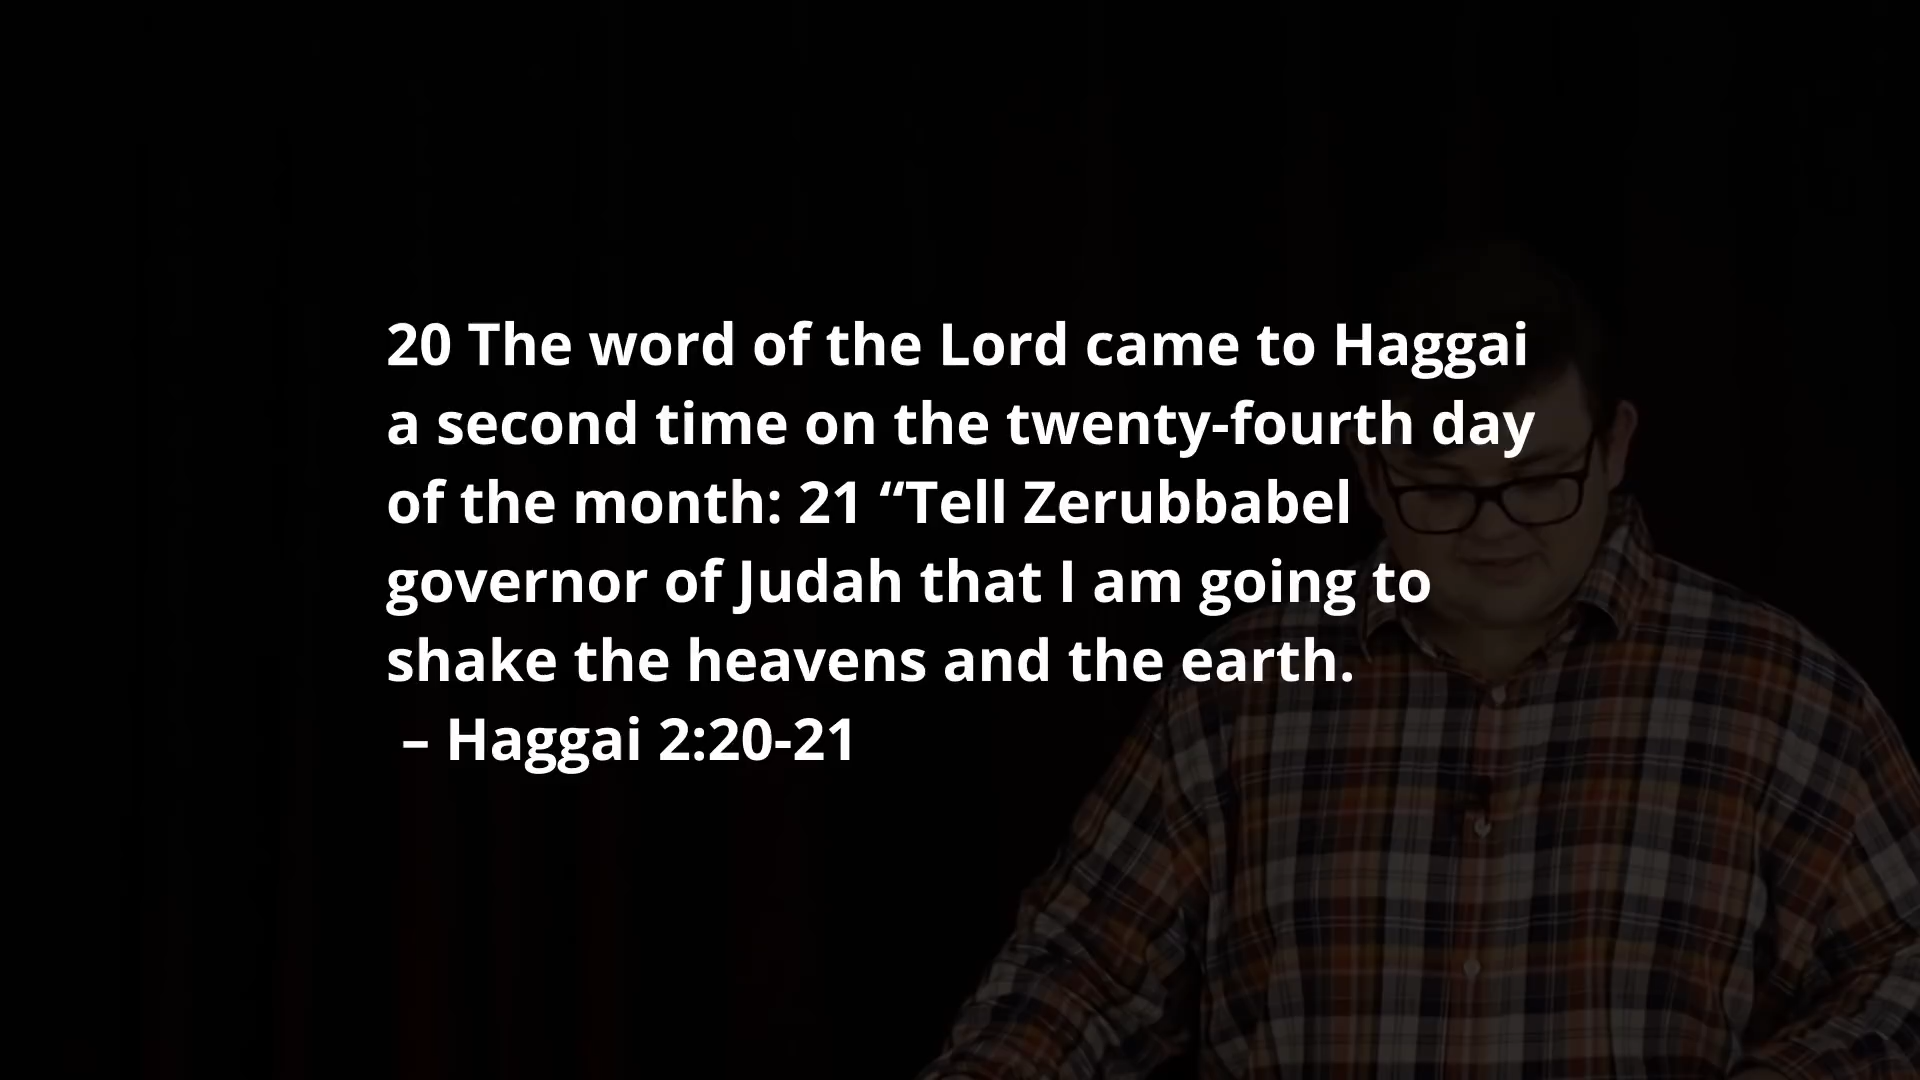 20 The word of the Lord came to Haggai
a second time on the twenty-fourth day
of the month: 21 “Tell Zerubbabel
governor of Judah that I am going to
shake the heavens and the earth.
– Haggai 2:20-21